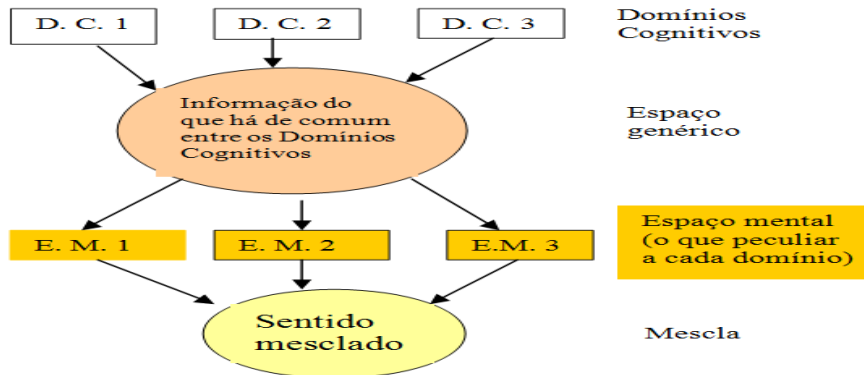 D. C. 1
D. C. 2
D. C. 3
Domínios
Cognitivos
Informação do
que há de comum
entre os Domínios
Cognitivos
Espaço
genérico
E. M. 1
E. M. 2
E.M. 3
Espaço mental
(o que peculiar
a cada domínio)
Sentido
mesclado
Mescla